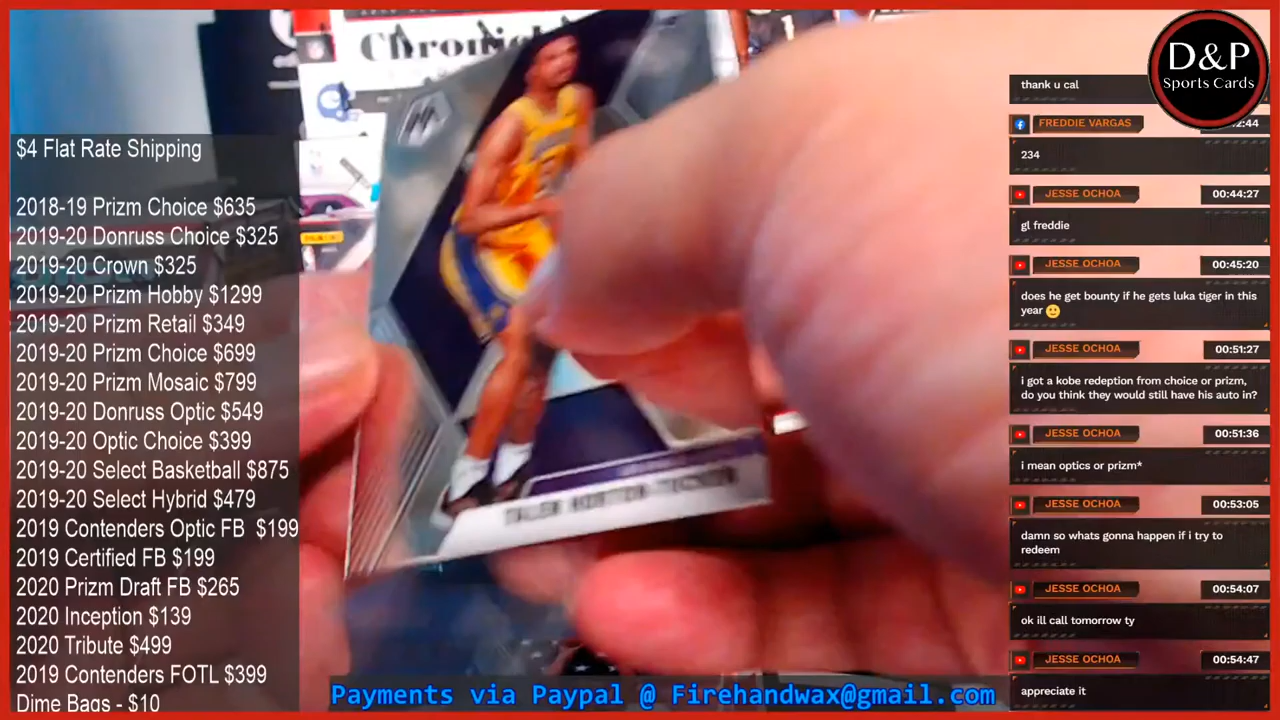 Chronicl
D&P
Sports Cards
$4 Flat Rate Shipping
2018-19 Prizm Choice $635
2019-20 Donruss Choice $325
2019-20 Crown $325
2019-20 Prizm Hobby $1299
2019-20 Prizm Retail $349
2019-20 Prizm Choice $699
2019-20 Prizm Mosaic $799
2019-20 Donruss Optic $549
2019-20 Optic Choice $399
2019-20 Select Basketball $875
2019-20 Select Hybrid $479
2019 Contenders Optic FB $199
2019 Certified FB $199
2020 Prizm Draft FB $265
2020 Inception $139
2020 Tribute $499
2019 Contenders FOTL $399
Dime Bags - $10
TALEN HORTON-TUCKER
Payments via Paypal @ Firehandwax@gmail.com
thank u cal
FREDDIE VARGAS 2:44
234
JESSE OCHOA 00:44:27
gl freddie
JESSE OCHOA 00:45:20
does he get bounty if he gets luka tiger in this
year 🙂
JESSE OCHOA 00:51:27
i got a kobe redeption from choice or prizm,
do you think they would still have his auto in?
JESSE OCHOA 00:51:36
i mean optics or prizm*
JESSE OCHOA 00:53:05
damn so whats gonna happen if i try to
redeem
JESSE OCHOA 00:54:07
ok ill call tomorrow ty
JESSE OCHOA 00:54:47
appreciate it